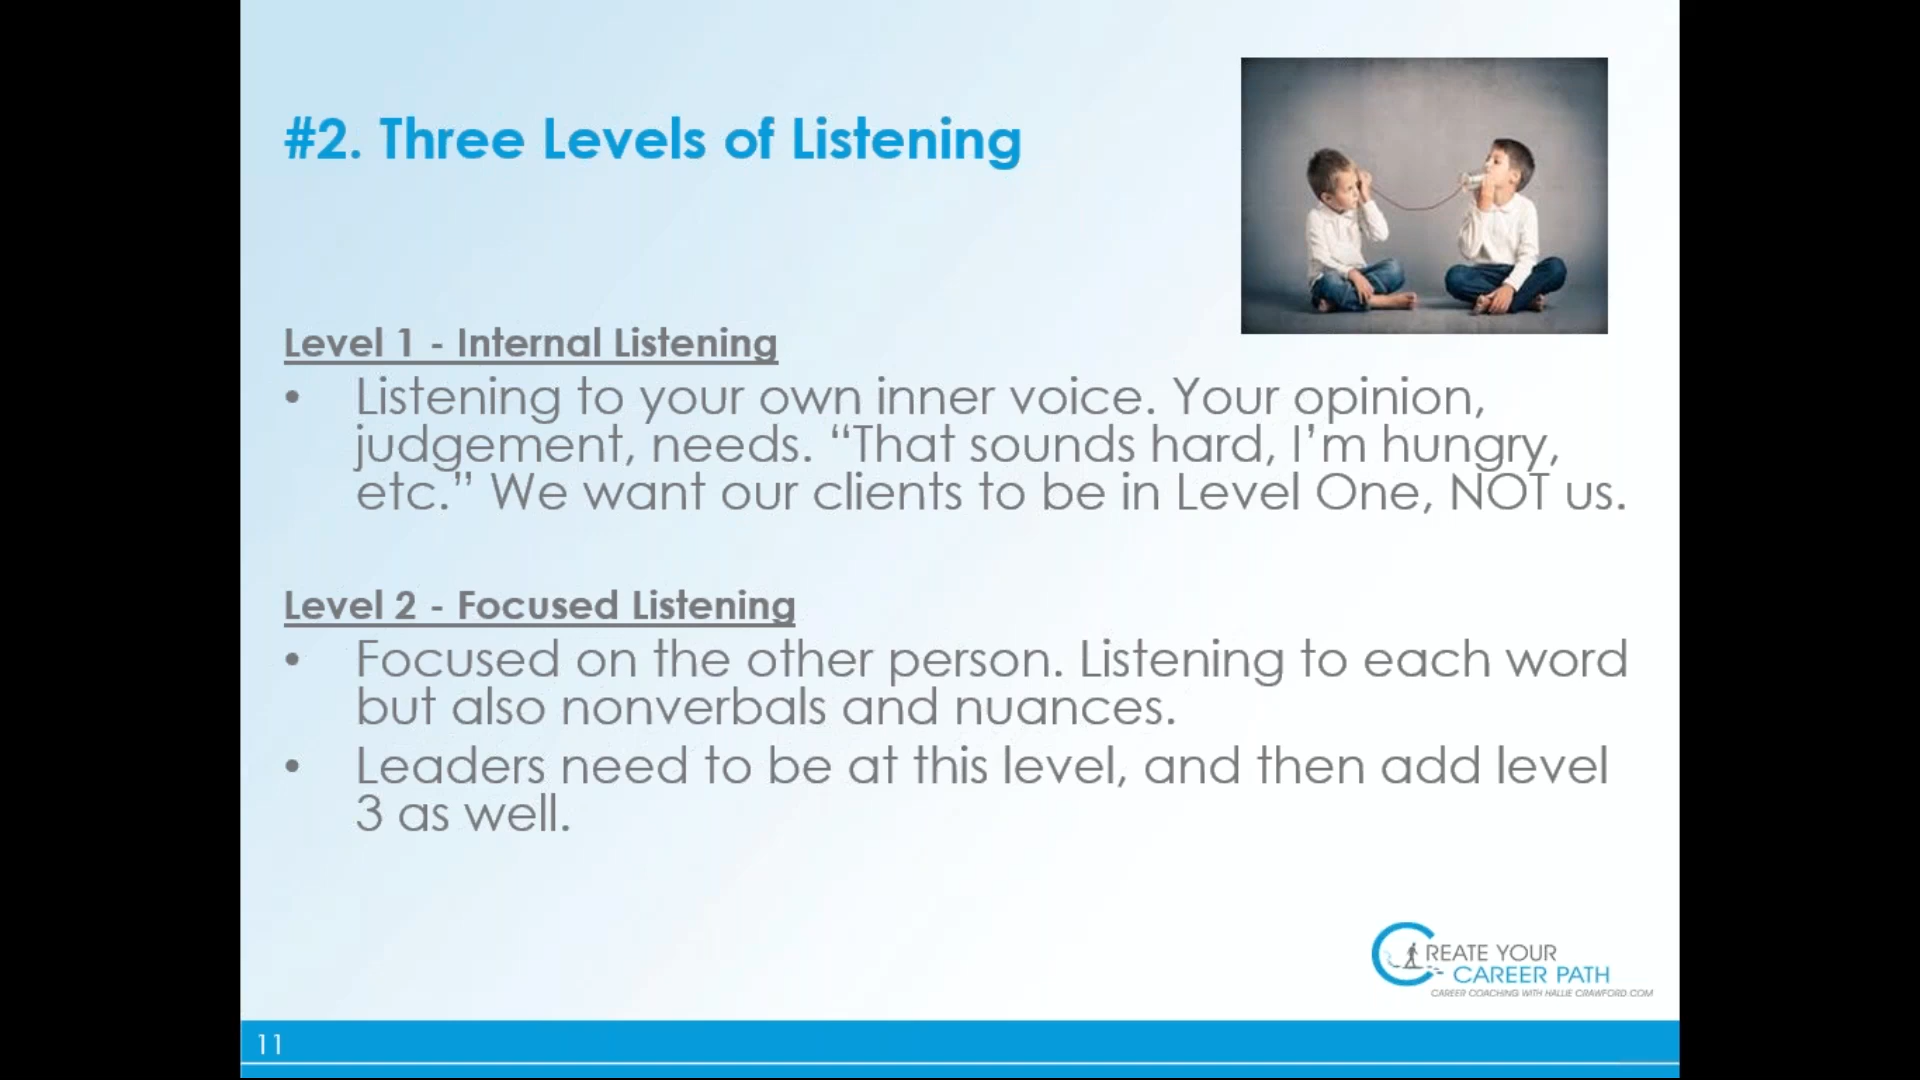 #2. Three Levels of Listening
Level 1 - Internal Listening
• Listening to your own inner voice. Your opinion,
judgement, needs. “That sounds hard, I’m hungry,
etc.” We want our clients to be in Level One, NOT us.
Level 2 - Focused Listening
• Focused on the other person. Listening to each word
but also nonverbals and nuances.
• Leaders need to be at this level, and then add level
3 as well.
CREATE YOUR
CAREER PATH
CAREER COACHING WITH HALLIE CRAWFORD.COM
11